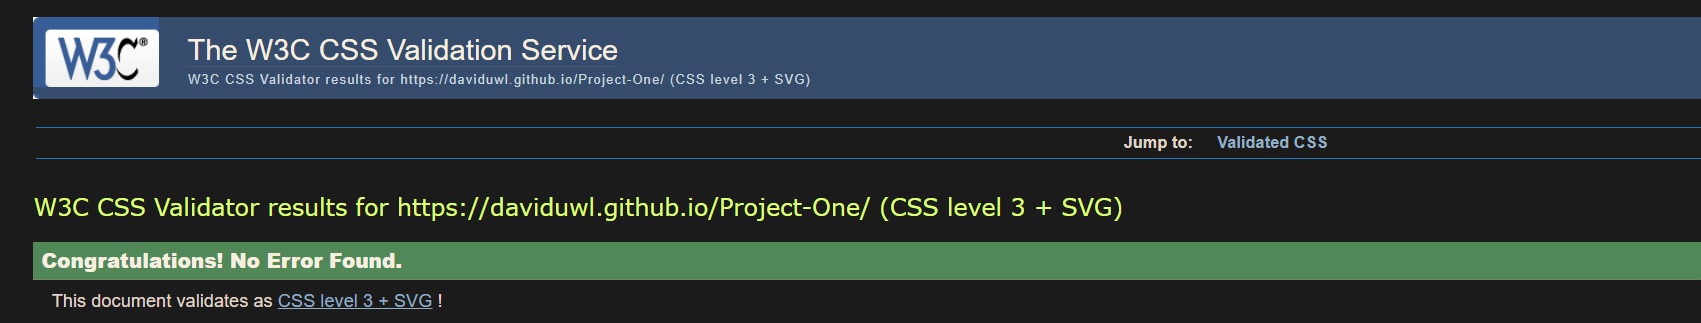 W3C®
The W3C CSS Validation Service
W3C CSS Validator results for https://daviduwl.github.io/Project-One/ (CSS level 3 + SVG)
Jump to: Validated CSS
W3C CSS Validator results for https://daviduwl.github.io/Project-One/ (CSS level 3 + SVG)
Congratulations! No Error Found.
This document validates as CSS level 3 + SVG !